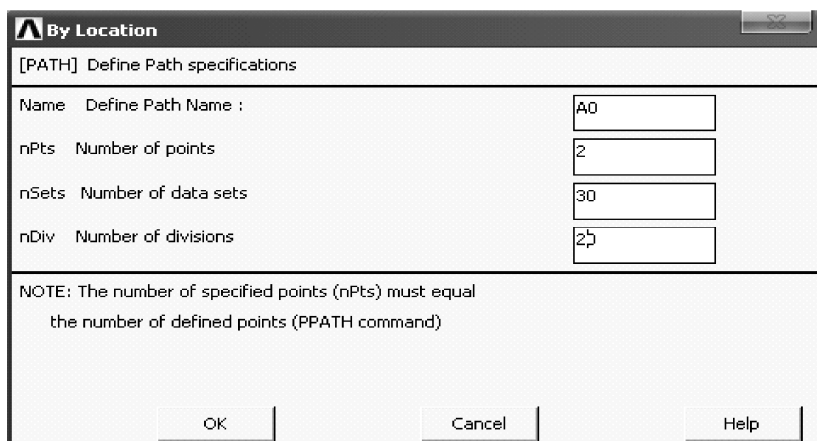 By Location
[PATH] Define Path specifications
Name Define Path Name : A0
nPts Number of points 2
nSets Number of data sets 30
nDiv Number of divisions
NOTE: The number of specified points (nPts) must equal
the number of defined points (PPATH command)
OK Cancel Help